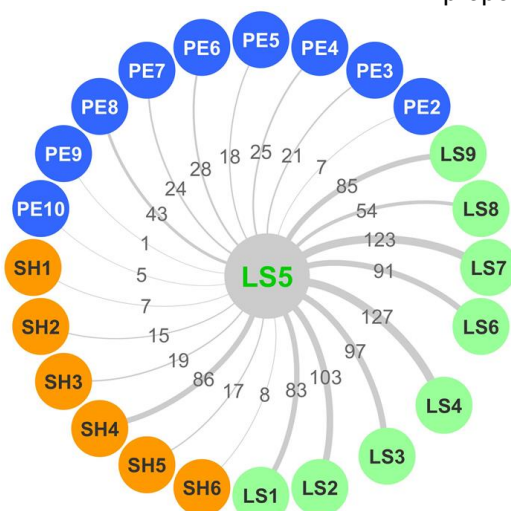 PE5
PE6
PE4
PE7
PE3
PE8
PE2
PE9
LS9
PE10
LS8
SH1
LS7
SH2
LS6
SH3
LS4
SH4
LS3
SH5
SH6
LS1
LS2
LS5
18
25
21
28
7
24
85
43
54
1
123
5
91
7
127
15
97
19
86
103
17
8
83